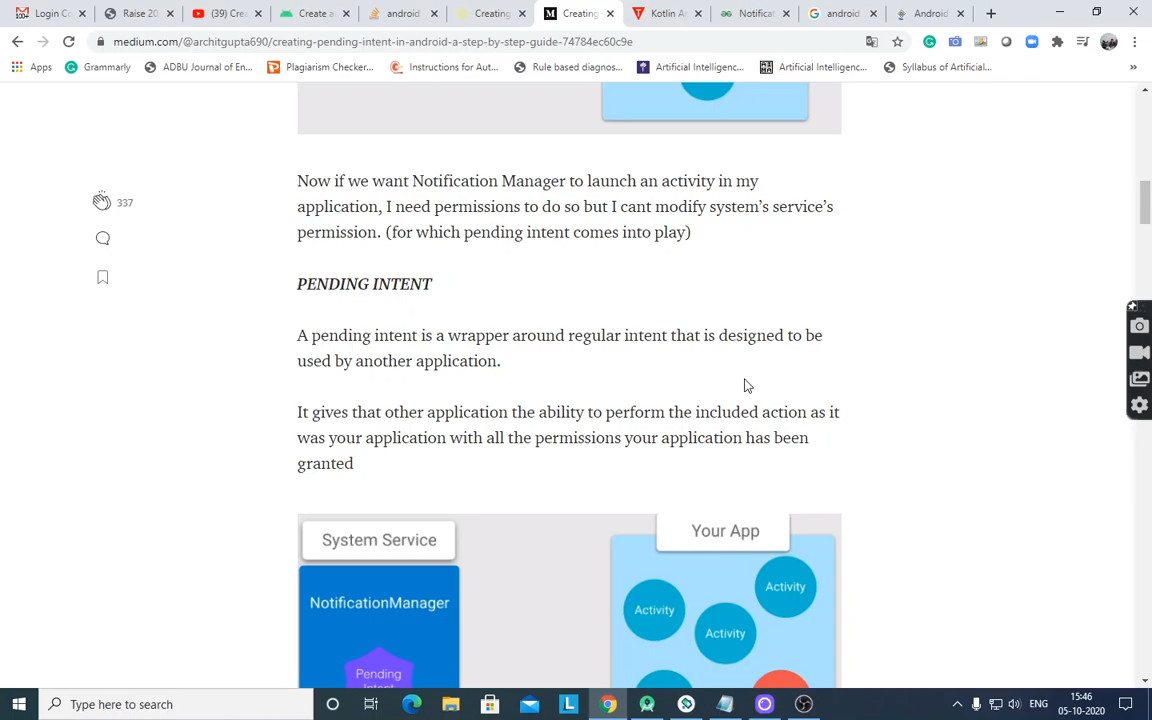 Login Co
Raise 20
(39) Crea
Create a
android
Creating
Creating
Kotlin Ar
Notificat
android
Android
medium.com/@architgupta690/creating-pending-intent-in-android-a-step-by-step-guide-74784ec60c9e
Apps
Grammarly
ADBU Journal of En...
Plagiarism Checker...
Instructions for Aut...
Rule based diagnos...
Artificial Intelligenc...
Artificial Intelligenc...
Syllabus of Artificial...
Now if we want Notification Manager to launch an activity in my
application, I need permissions to do so but I cant modify system's service's
permission. (for which pending intent comes into play)
337
PENDING INTENT
A pending intent is a wrapper around regular intent that is designed to be
used by another application.
It gives that other application the ability to perform the included action as it
was your application with all the permissions your application has been
granted
System Service
Your App
NotificationManager
Activity
Activity
Activity
Pending
Intent
Type here to search
ENG
15:46
05-10-2020